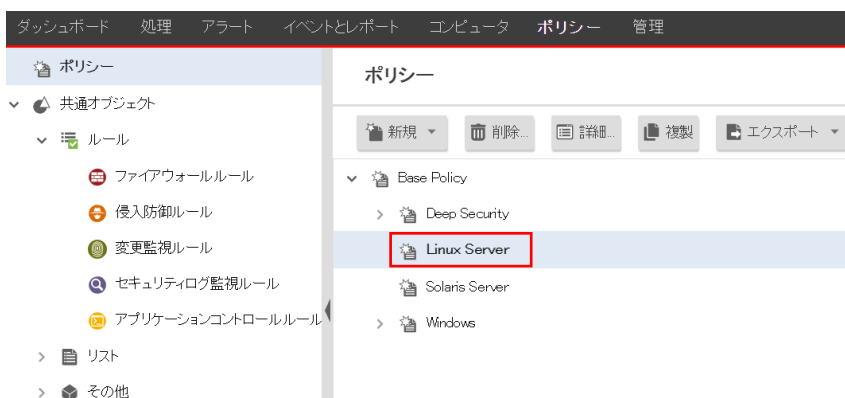 ダッシュボード 処理 アラート イベントとレポート コンピュータ ポリシー 管理
ポリシー
共通オブジェクト
ルール
ファイアウォールルール
侵入防御ルール
変更監視ルール
セキュリティログ監視ルール
アプリケーションコントロールルール
リスト
その他
ポリシー
新規 削除... 詳細... 複製 エクスポート
Base Policy
Deep Security
Linux Server
Solaris Server
Windows